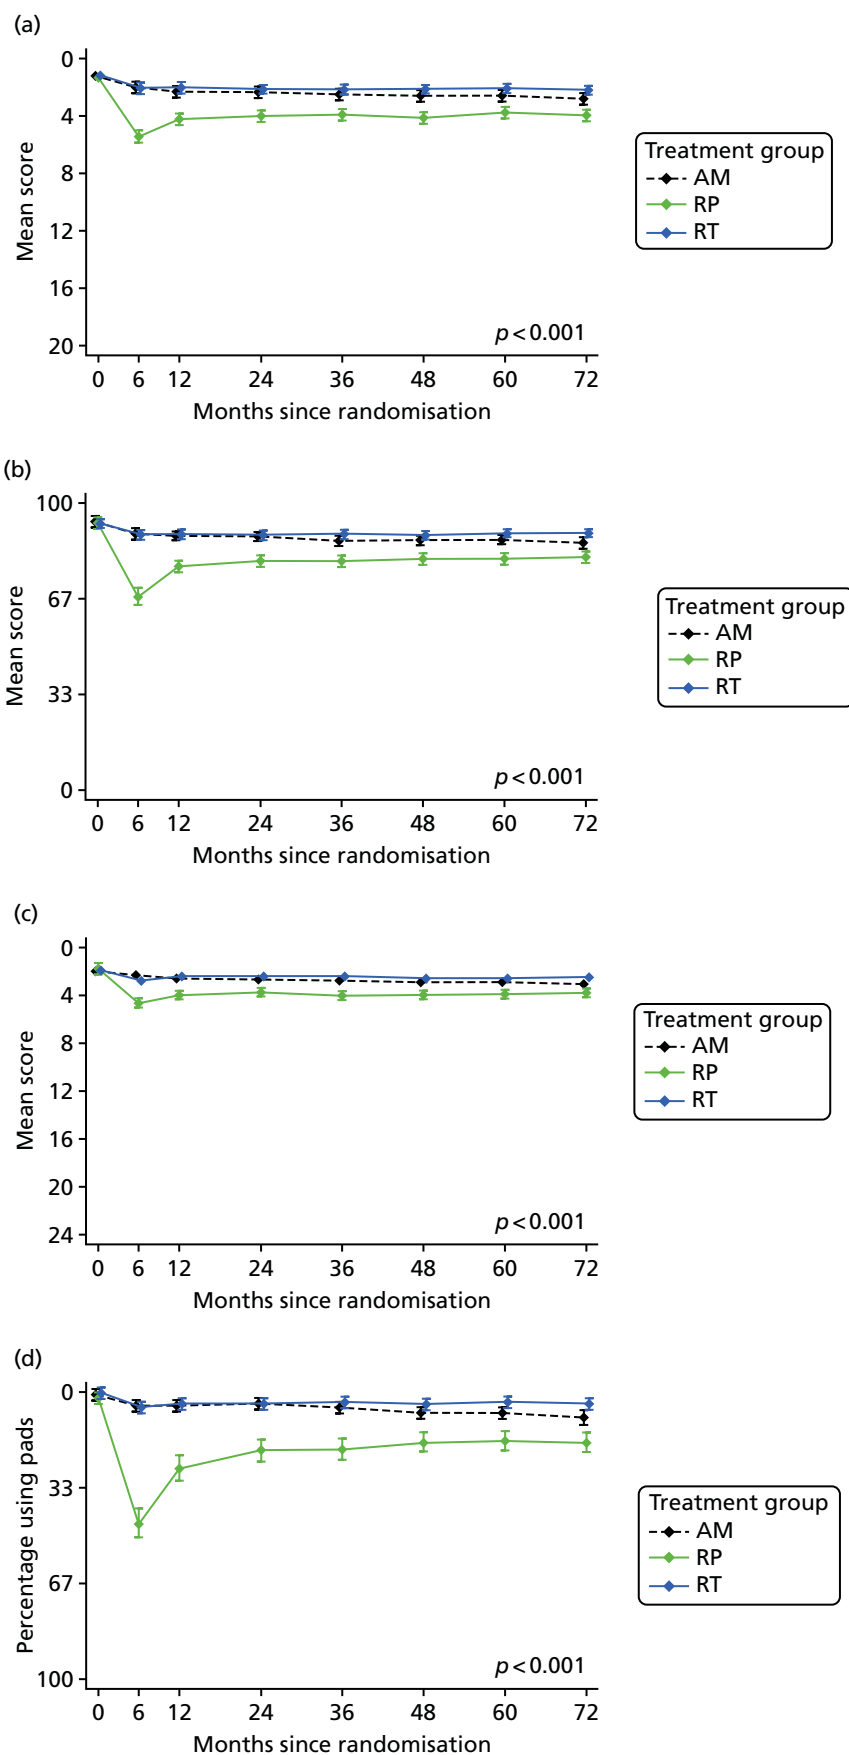 (a)
0
4
8
12
16
20
Mean score
p < 0.001
0 6 12 24 36 48 60 72
Months since randomisation
Treatment group
AM
RP
RT
(b)
100
67
33
0
Mean score
p < 0.001
0 6 12 24 36 48 60 72
Months since randomisation
Treatment group
AM
RP
RT
(c)
0
4
8
12
16
20
24
Mean score
p < 0.001
0 6 12 24 36 48 60 72
Months since randomisation
Treatment group
AM
RP
RT
(d)
0
33
67
100
Percentage using pads
p < 0.001
0 6 12 24 36 48 60 72
Months since randomisation
Treatment group
AM
RP
RT